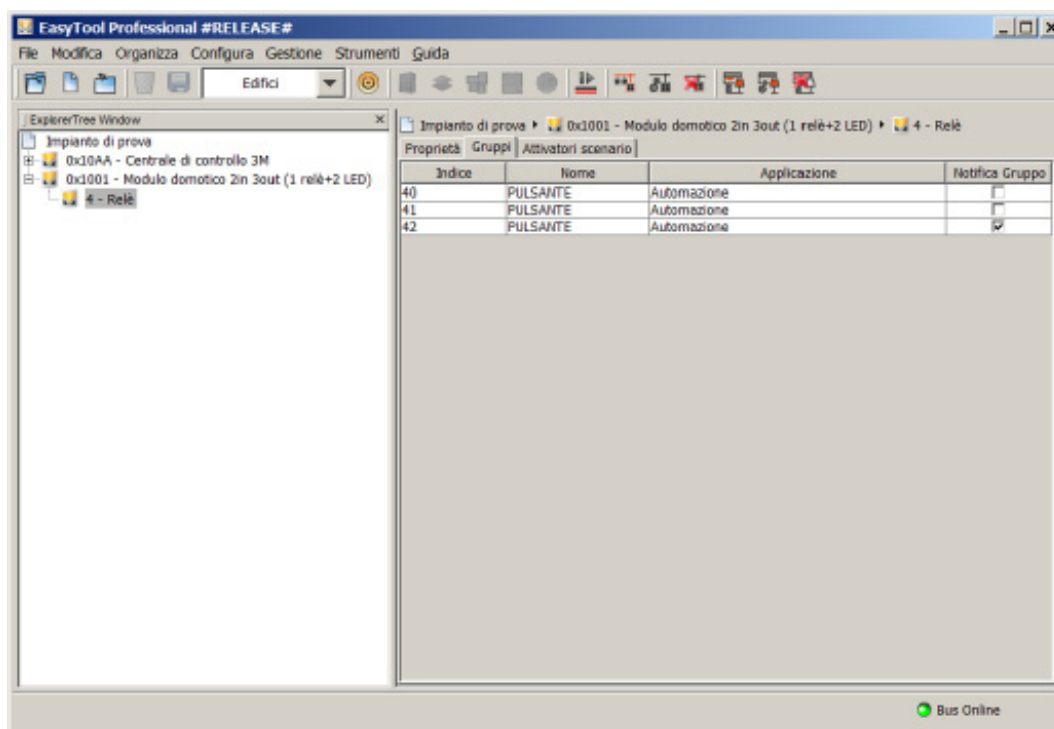 EasyTool Professional #RELEASE#
File Modifica Organizza Configura Gestione Strumenti Guida
Edifici
ExplorerTree Window
Impianto di prova
0x10AA - Centrale di controllo 3M
0x1001 - Modulo domotico 2in 3out (1 relè+2 LED)
4 - Relè
Impianto di prova 0x1001 - Modulo domotico 2in 3out (1 relè+2 LED) 4 - Relè
Proprietà Gruppi Attivatori scenario
Indice Nome Applicazione Notifica Gruppo
40 PULSANTE Automazione
41 PULSANTE Automazione
42 PULSANTE Automazione
Bus Online